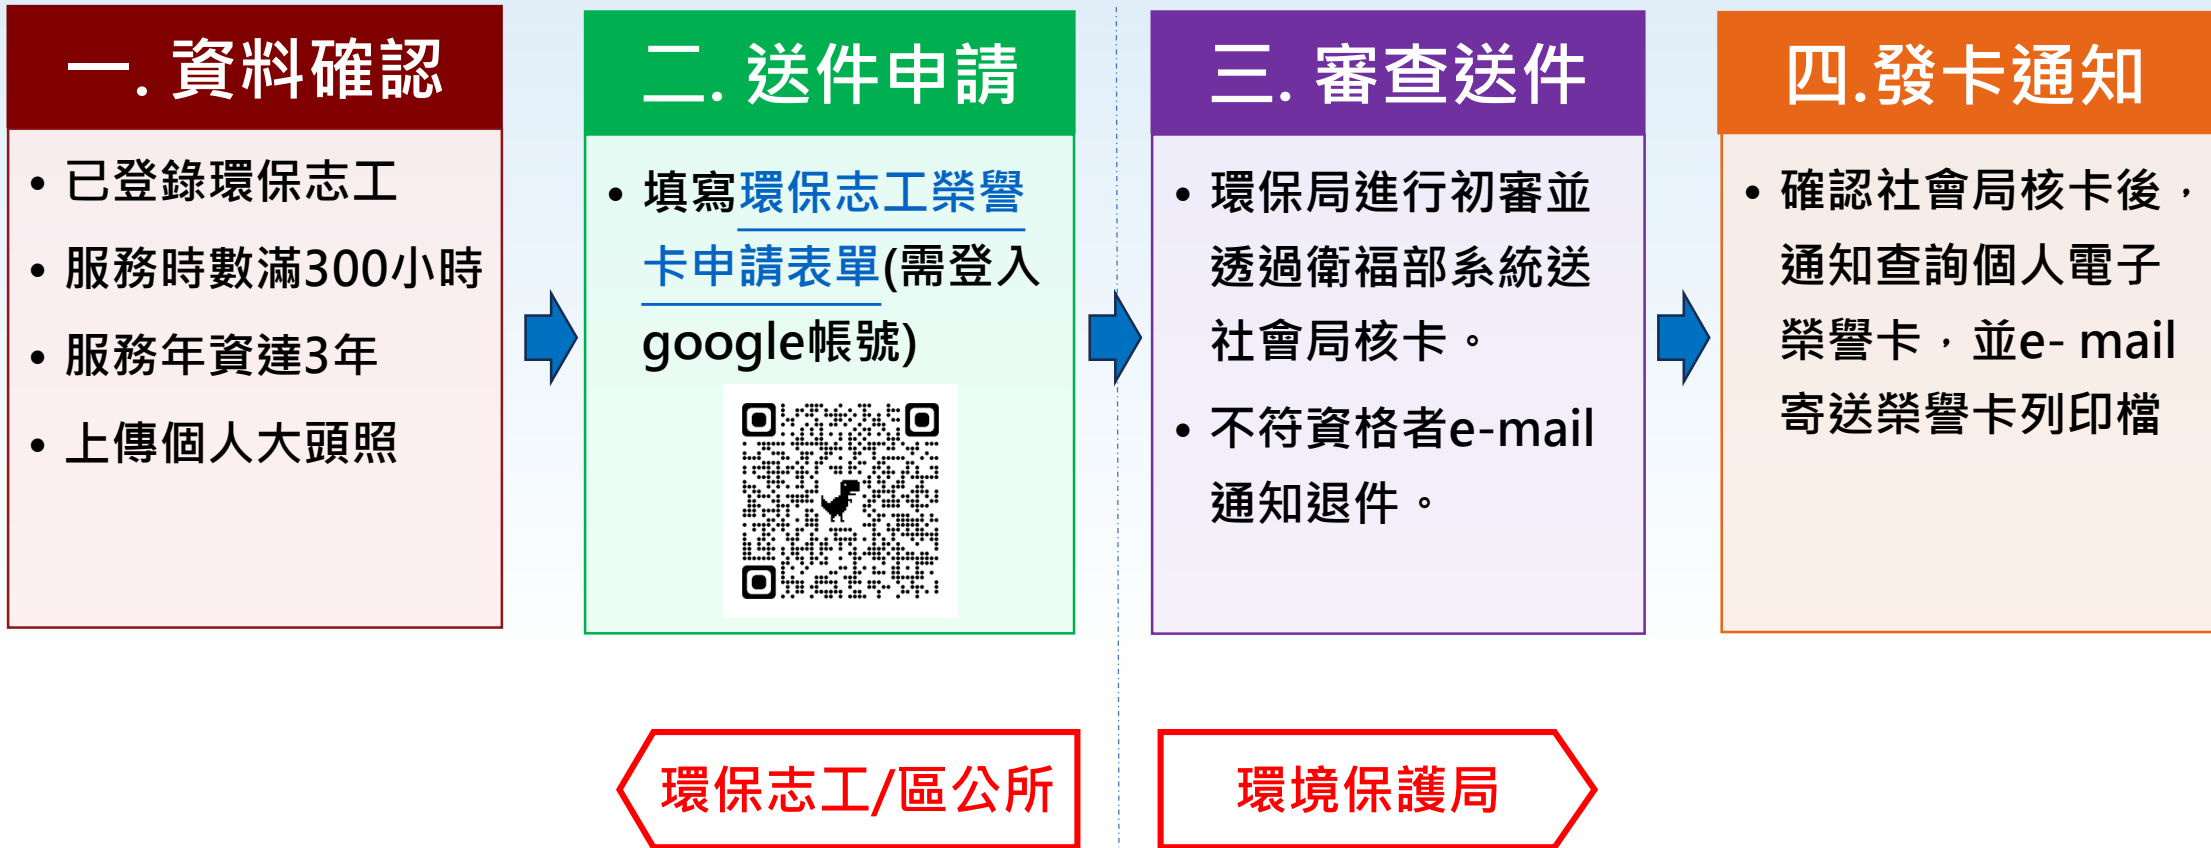 一. 資料確認
• 已登錄環保志工
• 服務時數滿300小時
• 服務年資達3年
• 上傳個人大頭照
二. 送件申請
• 填寫環保志工榮譽
卡申請表單(需登入
google帳號)
三. 審查送件
• 環保局進行初審並
透過衛福部系統送
社會局核卡。
• 不符資格者e-mail
通知退件。
四.發卡通知
• 確認社會局核卡後，
通知查詢個人電子
榮譽卡，並e- mail
寄送榮譽卡列印檔
環保志工/區公所
環境保護局